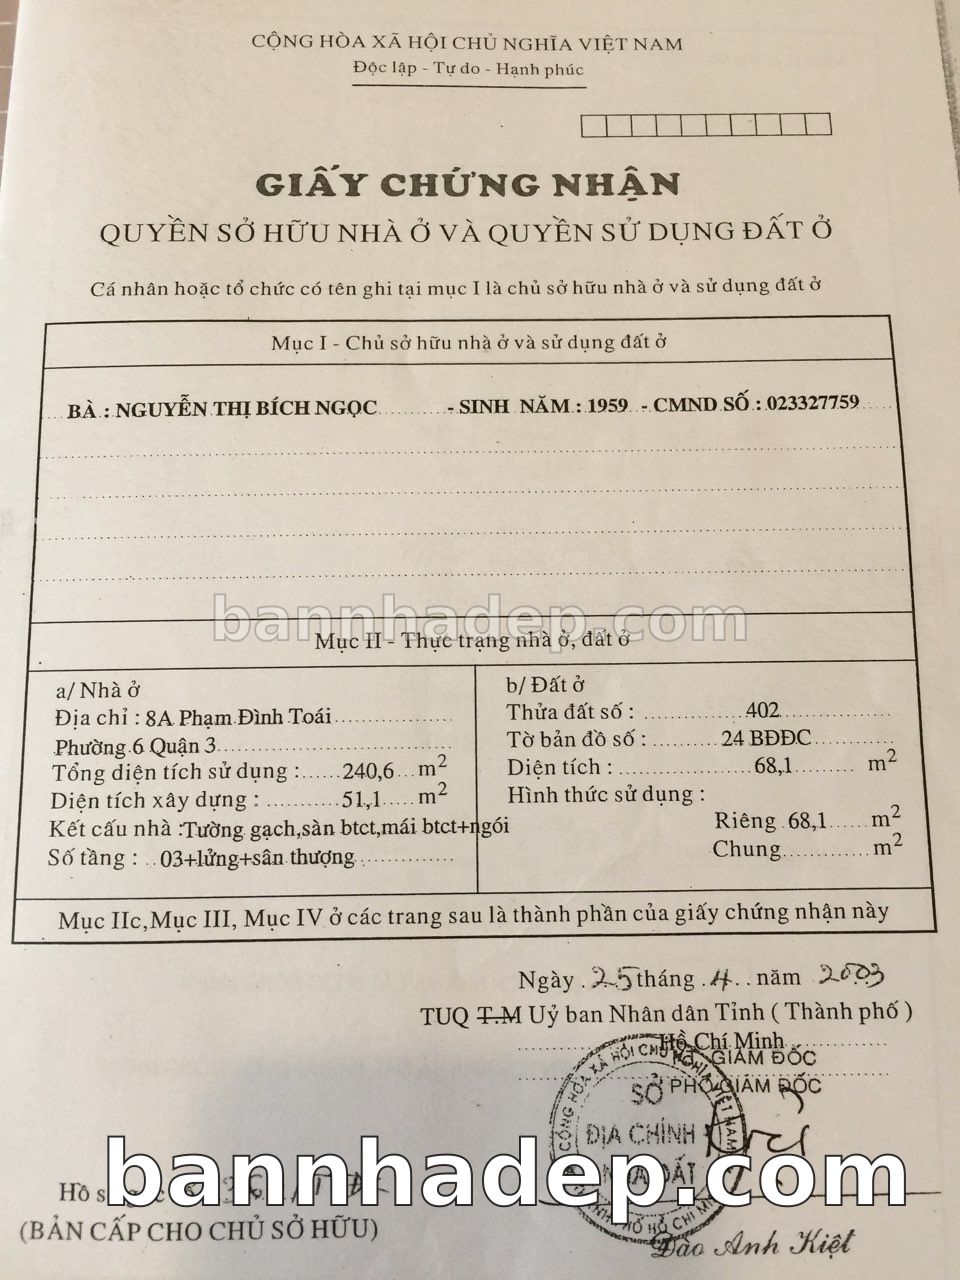 CỘNG HÒA XÃ HỘI CHỦ NGHĨA VIỆT NAM
Độc lập - Tự do - Hạnh phúc
GIẤY CHỨNG NHẬN
QUYỀN SỞ HỮU NHÀ Ở VÀ QUYỀN SỬ DỤNG ĐẤT Ở
Cá nhân hoặc tổ chức có tên ghi tại mục I là chủ sở hữu nhà ở và sử dụng đất ở
Mục I - Chủ sở hữu nhà ở và sử dụng đất ở
BÀ : NGUYỄN THỊ BÍCH NGỌC - SINH NĂM : 1959 - CMND SỐ : 023327759
bannhadep.com
Mục II - Thực trạng nhà ở, đất ở
a/ Nhà ở
Địa chỉ : 8A Phạm Đình Toái
Phường 6 Quận 3
Tổng diện tích sử dụng : 240,6 m2
Diện tích xây dựng : 51,1 m2
Kết cấu nhà :Tường gạch,sàn btct,mái btct+ngói
Số tầng : 03+lửng+sân thượng
b/ Đất ở
Thửa đất số : 402
Tờ bản đồ số : 24 BĐĐC
Diện tích : 68,1 m2
Hình thức sử dụng :
Riêng 68,1 m2
Chung m2
Mục IIc,Mục III, Mục IV ở các trang sau là thành phần của giấy chứng nhận này
Ngày 25 tháng 4 năm 2003
TUQ T.M Uỷ ban Nhân dân Tỉnh ( Thành phố )
Hồ Chí Minh
GIÁM ĐỐC
PHÓ GIÁM ĐỐC
CỘNG HÒA XÃ HỘI CHỦ NGHĨA VIỆT NAM
SỞ
ĐỊA CHÍNH
NHÀ ĐẤT
bannhadep.com
(BẢN CẤP CHO CHỦ SỞ HỮU)
Đào Anh Kiệt